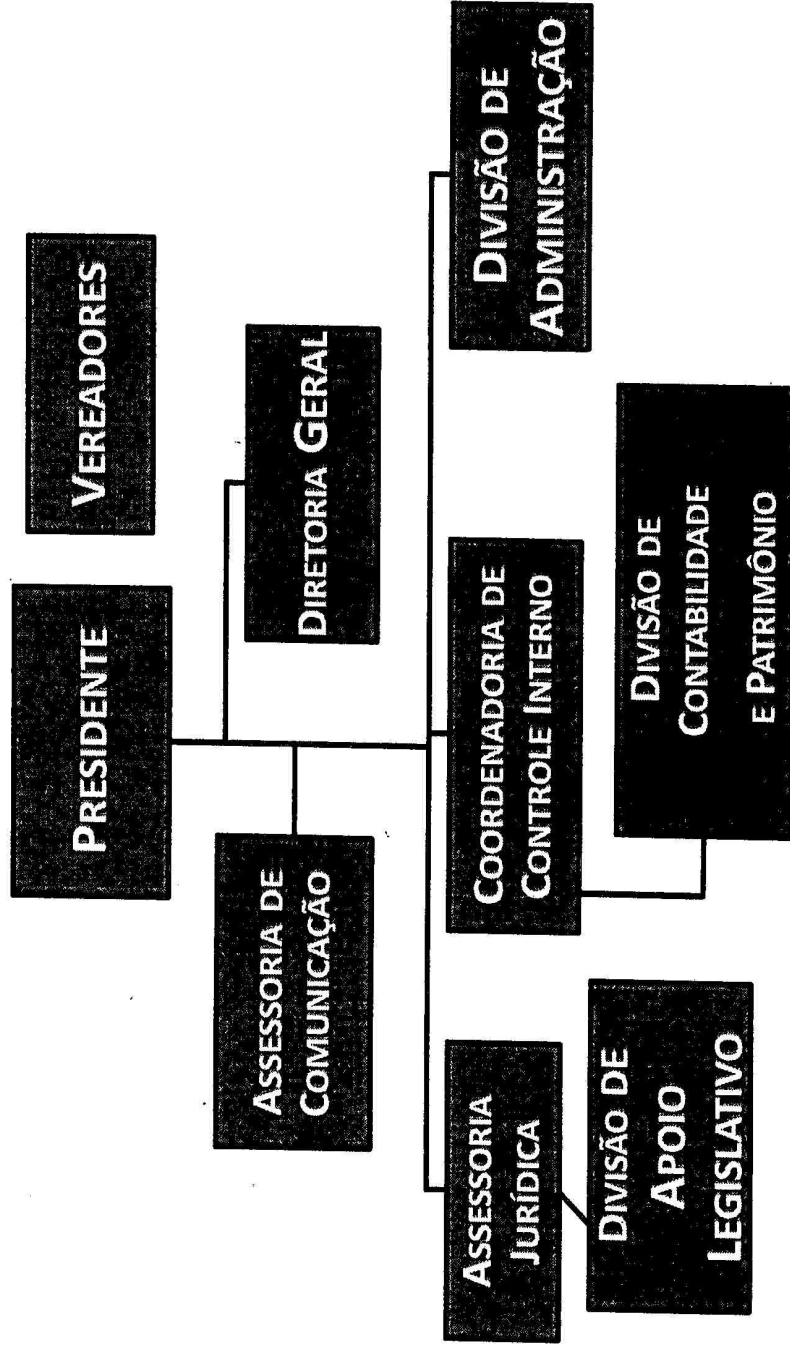 PRESIDENTE
VEREADORES
ASSESSORIA DE
COMUNICAÇÃO
DIRETORIA GERAL
ASSESSORIA
JURÍDICA
COORDENADORIA DE
CONTROLE INTERNO
DIVISÃO DE
ADMINISTRAÇÃO
DIVISÃO DE
APOIO
LEGISLATIVO
DIVISÃO DE
CONTABILIDADE
E PATRIMÔNIO